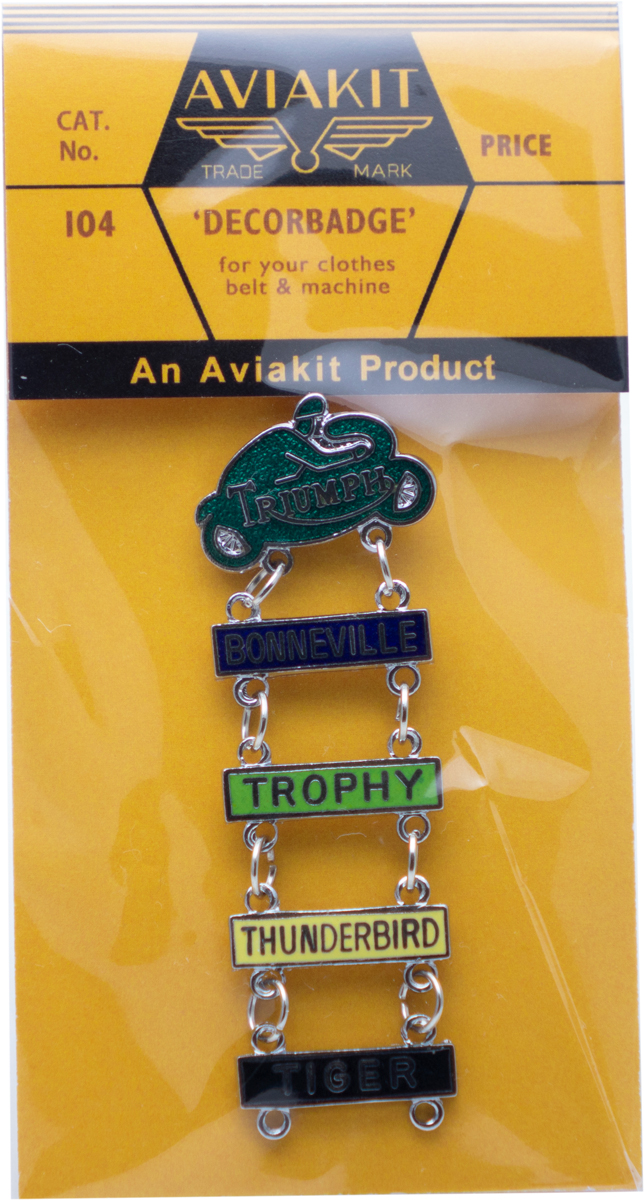 AVIAKIT
TRADE MARK
CAT.
No.
PRICE
104
'DECORBADGE'
for your clothes
belt & machine
An Aviakit Product
TRIUMPH
BONNEVILLE
TROPHY
THUNDERBIRD
TIGER